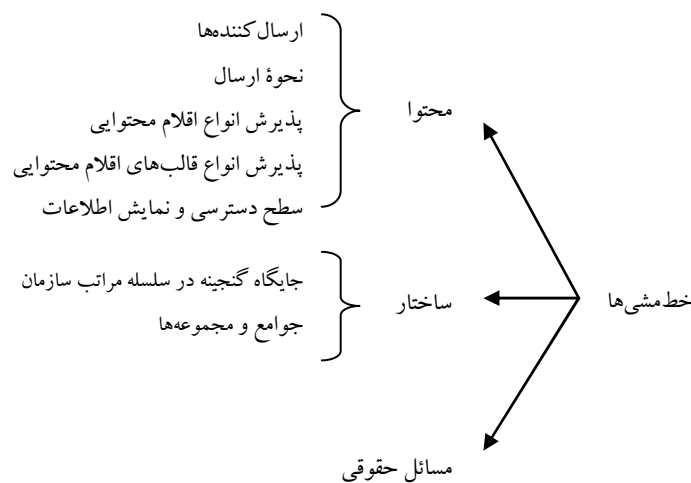 خط‌مشی‌ها
محتوا
ارسال‌کننده‌ها
نحوۀ ارسال
پذیرش انواع اقلام محتوایی
پذیرش انواع قالب‌های اقلام محتوایی
سطح دسترسی و نمایش اطلاعات
ساختار
جایگاه گنجینه در سلسله مراتب سازمان
جوامع و مجموعه‌ها
مسائل حقوقی